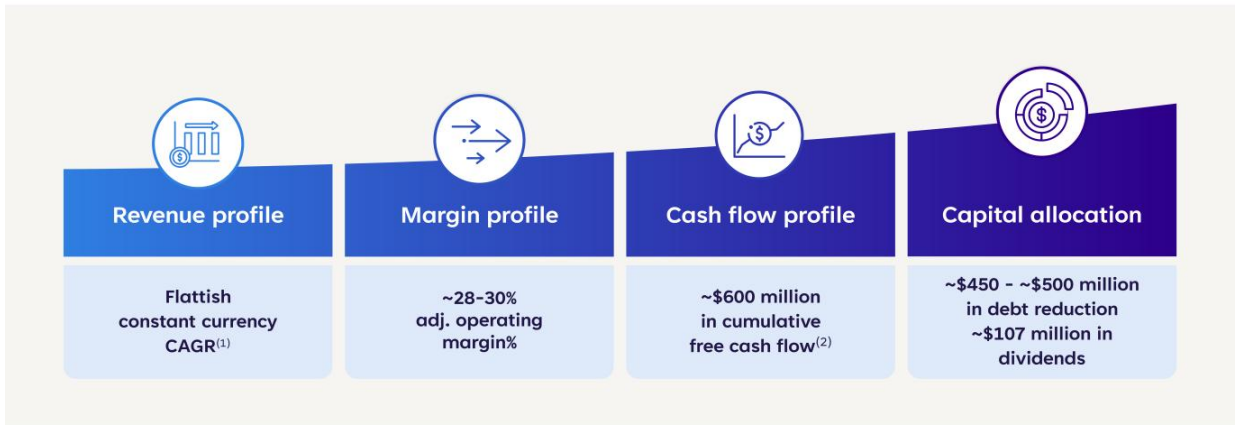 Revenue profile
Flattish
constant currency
CAGR(1)
Margin profile
~28-30%
adj. operating
margin%
Cash flow profile
~$600 million
in cumulative
free cash flow(2)
Capital allocation
~$450 - ~$500 million
in debt reduction
~$107 million in
dividends